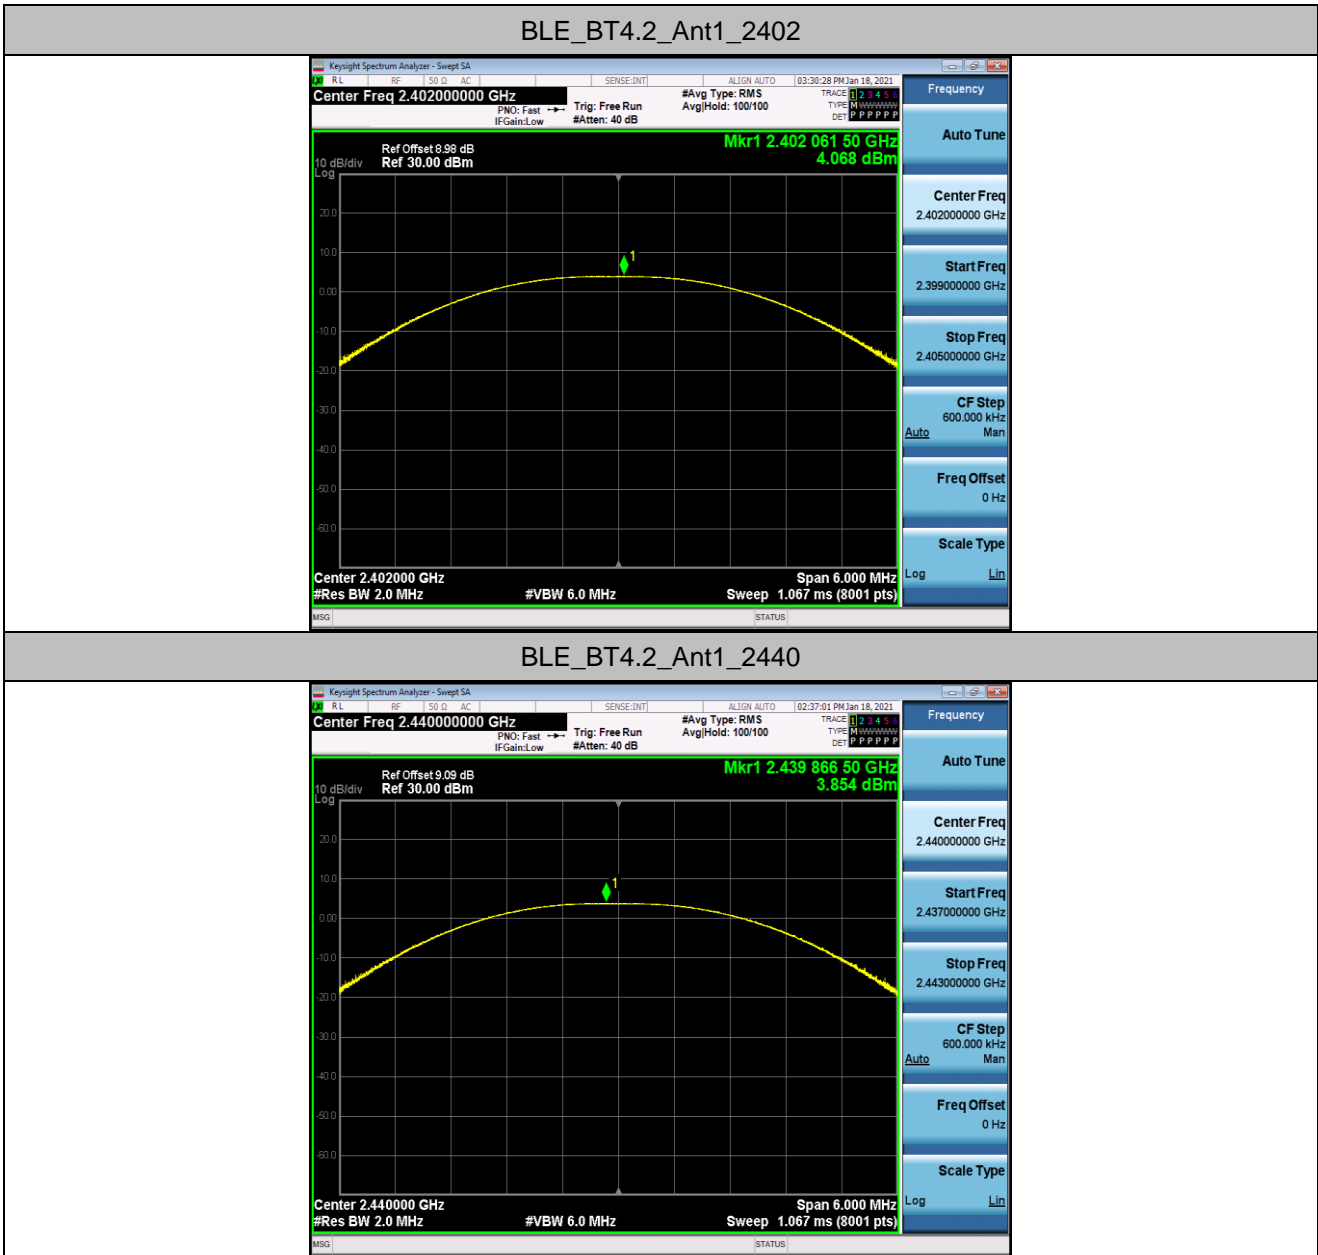 BLE_BT4.2_Ant1_2402
Keysight Spectrum Analyzer - Swept SA
RL RF 50 Ω AC SENSE:INT ALIGN AUTO 03:30:28 PM Jan 18, 2021
Center Freq 2.402000000 GHz
PNO: Fast
IFGain:Low
Trig: Free Run
#Atten: 40 dB
#Avg Type: RMS
Avg|Hold: 100/100
TRACE 1 2 3 4 5 6
TYPE M WWWWW
DET P P P P P P
Mkr1 2.402 061 50 GHz
4.068 dBm
Ref Offset 8.98 dB
10 dB/div Ref 30.00 dBm
Log
20.0
10.0
0.00
-10.0
-20.0
-30.0
-40.0
-50.0
-60.0
1
Center 2.402000 GHz Span 6.000 MHz
#Res BW 2.0 MHz #VBW 6.0 MHz Sweep 1.067 ms (8001 pts)
MSG STATUS
Frequency
Auto Tune
Center Freq
2.402000000 GHz
Start Freq
2.399000000 GHz
Stop Freq
2.405000000 GHz
CF Step
600.000 kHz
Auto Man
Freq Offset
0 Hz
Scale Type
Log Lin
BLE_BT4.2_Ant1_2440
Keysight Spectrum Analyzer - Swept SA
RL RF 50 Ω AC SENSE:INT ALIGN AUTO 02:37:01 PM Jan 18, 2021
Center Freq 2.440000000 GHz
PNO: Fast
IFGain:Low
Trig: Free Run
#Atten: 40 dB
#Avg Type: RMS
Avg|Hold: 100/100
TRACE 1 2 3 4 5 6
TYPE M WWWWW
DET P P P P P P
Mkr1 2.439 866 50 GHz
3.854 dBm
Ref Offset 9.09 dB
10 dB/div Ref 30.00 dBm
Log
20.0
10.0
0.00
-10.0
-20.0
-30.0
-40.0
-50.0
-60.0
1
Center 2.440000 GHz Span 6.000 MHz
#Res BW 2.0 MHz #VBW 6.0 MHz Sweep 1.067 ms (8001 pts)
MSG STATUS
Frequency
Auto Tune
Center Freq
2.440000000 GHz
Start Freq
2.437000000 GHz
Stop Freq
2.443000000 GHz
CF Step
600.000 kHz
Auto Man
Freq Offset
0 Hz
Scale Type
Log Lin